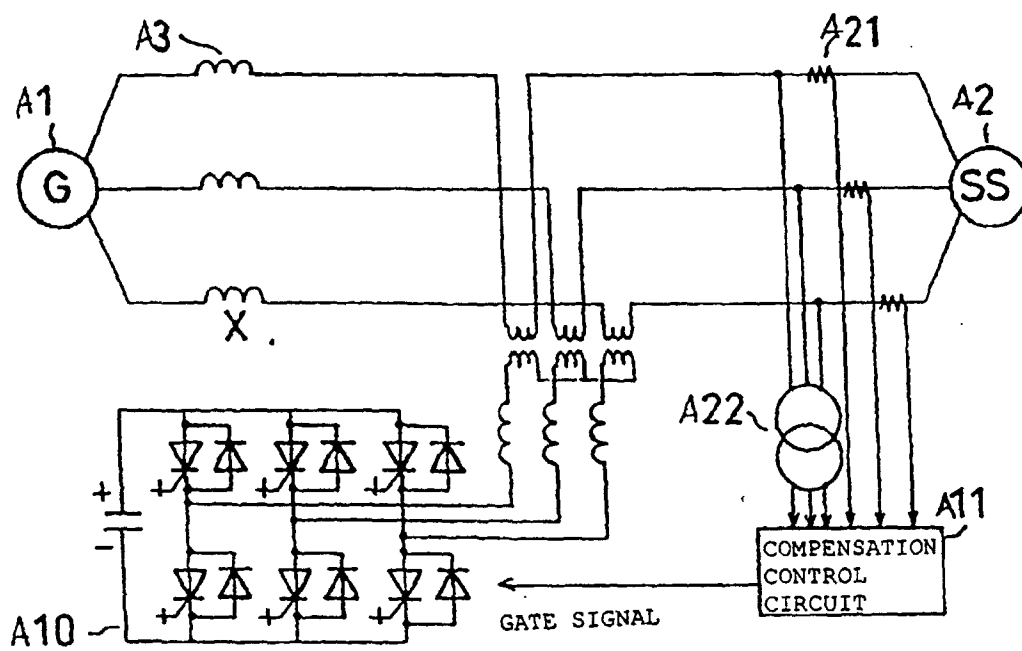 A3
A21
A1
A2
G
SS
X
A22
A11
+
-
COMPENSATION
CONTROL
CIRCUIT
GATE SIGNAL
A10